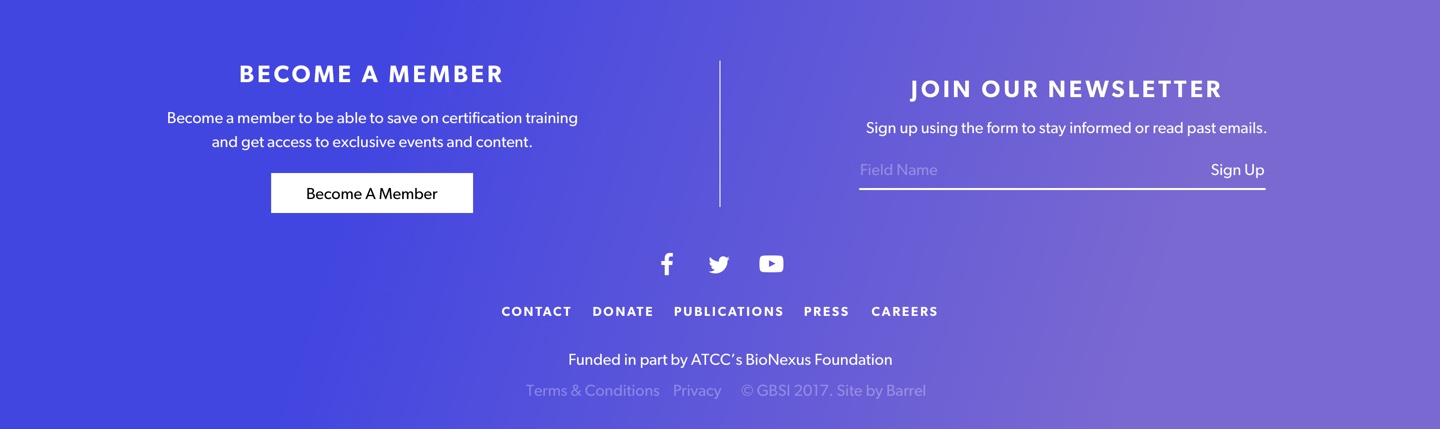 BECOME A MEMBER
Become a member to be able to save on certification training
and get access to exclusive events and content.
Become A Member
JOIN OUR NEWSLETTER
Sign up using the form to stay informed or read past emails.
Field Name Sign Up
CONTACT DONATE PUBLICATIONS PRESS CAREERS
Funded in part by ATCC’s BioNexus Foundation
Terms & Conditions Privacy © GBSI 2017. Site by Barrel